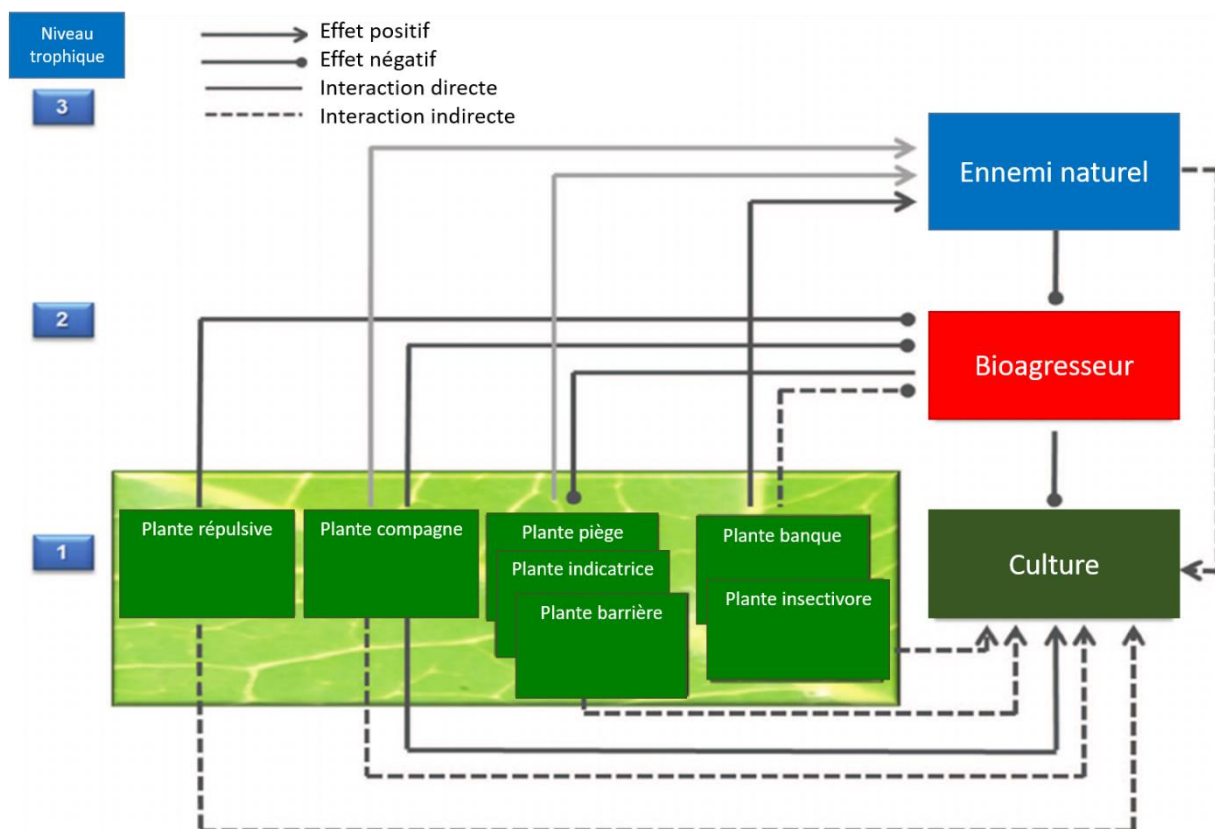 Niveau
trophique
Effet positif
Effet négatif
Interaction directe
Interaction indirecte
3
Ennemi naturel
2
Bioagresseur
1
Plante répulsive
Plante compagne
Plante piège
Plante indicatrice
Plante barrière
Plante banque
Plante insectivore
Culture